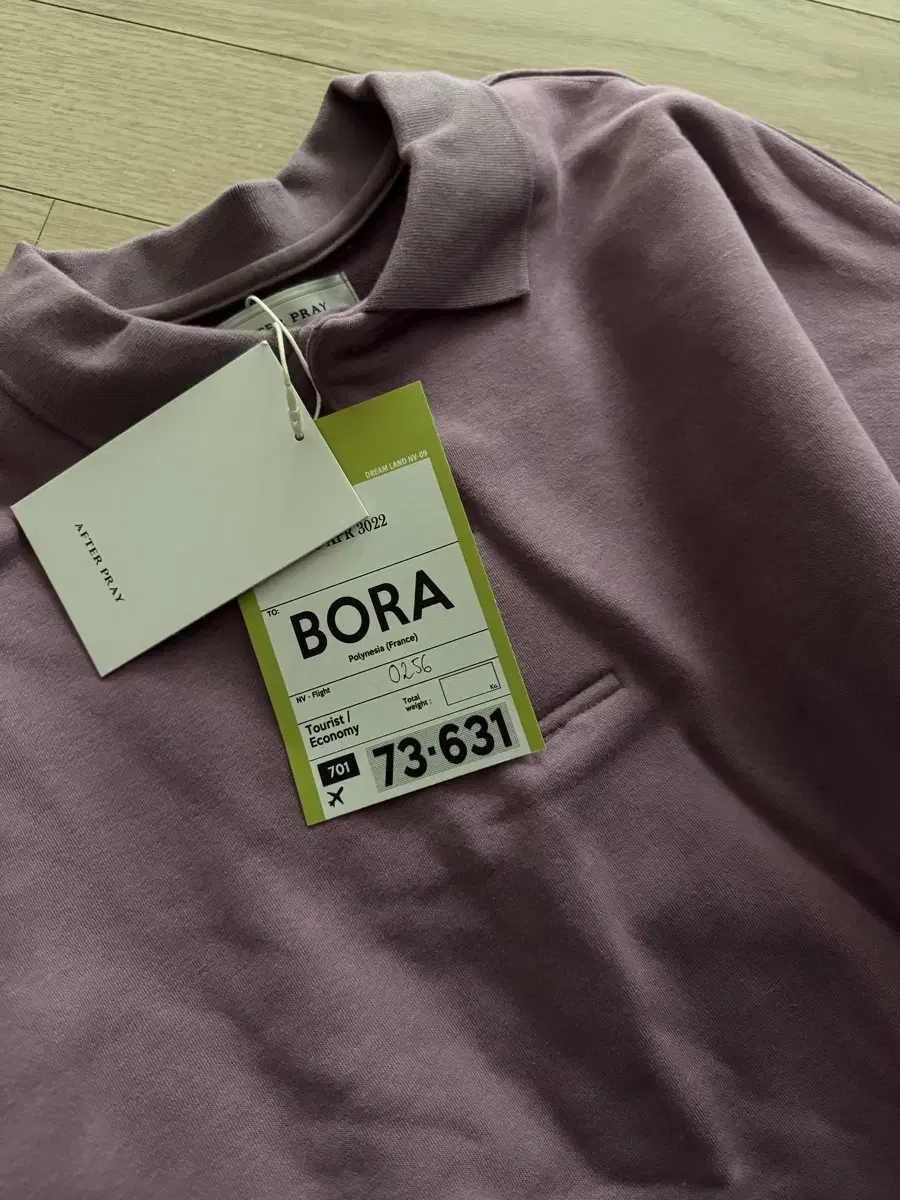 PRAY
AFTER PRAY
DREAM LAND NV-09
APR 3022
TO:
BORA
Polynesia (France)
NV - Flight
0256
Total
weight :
KG
Tourist /
Economy
701
73·631